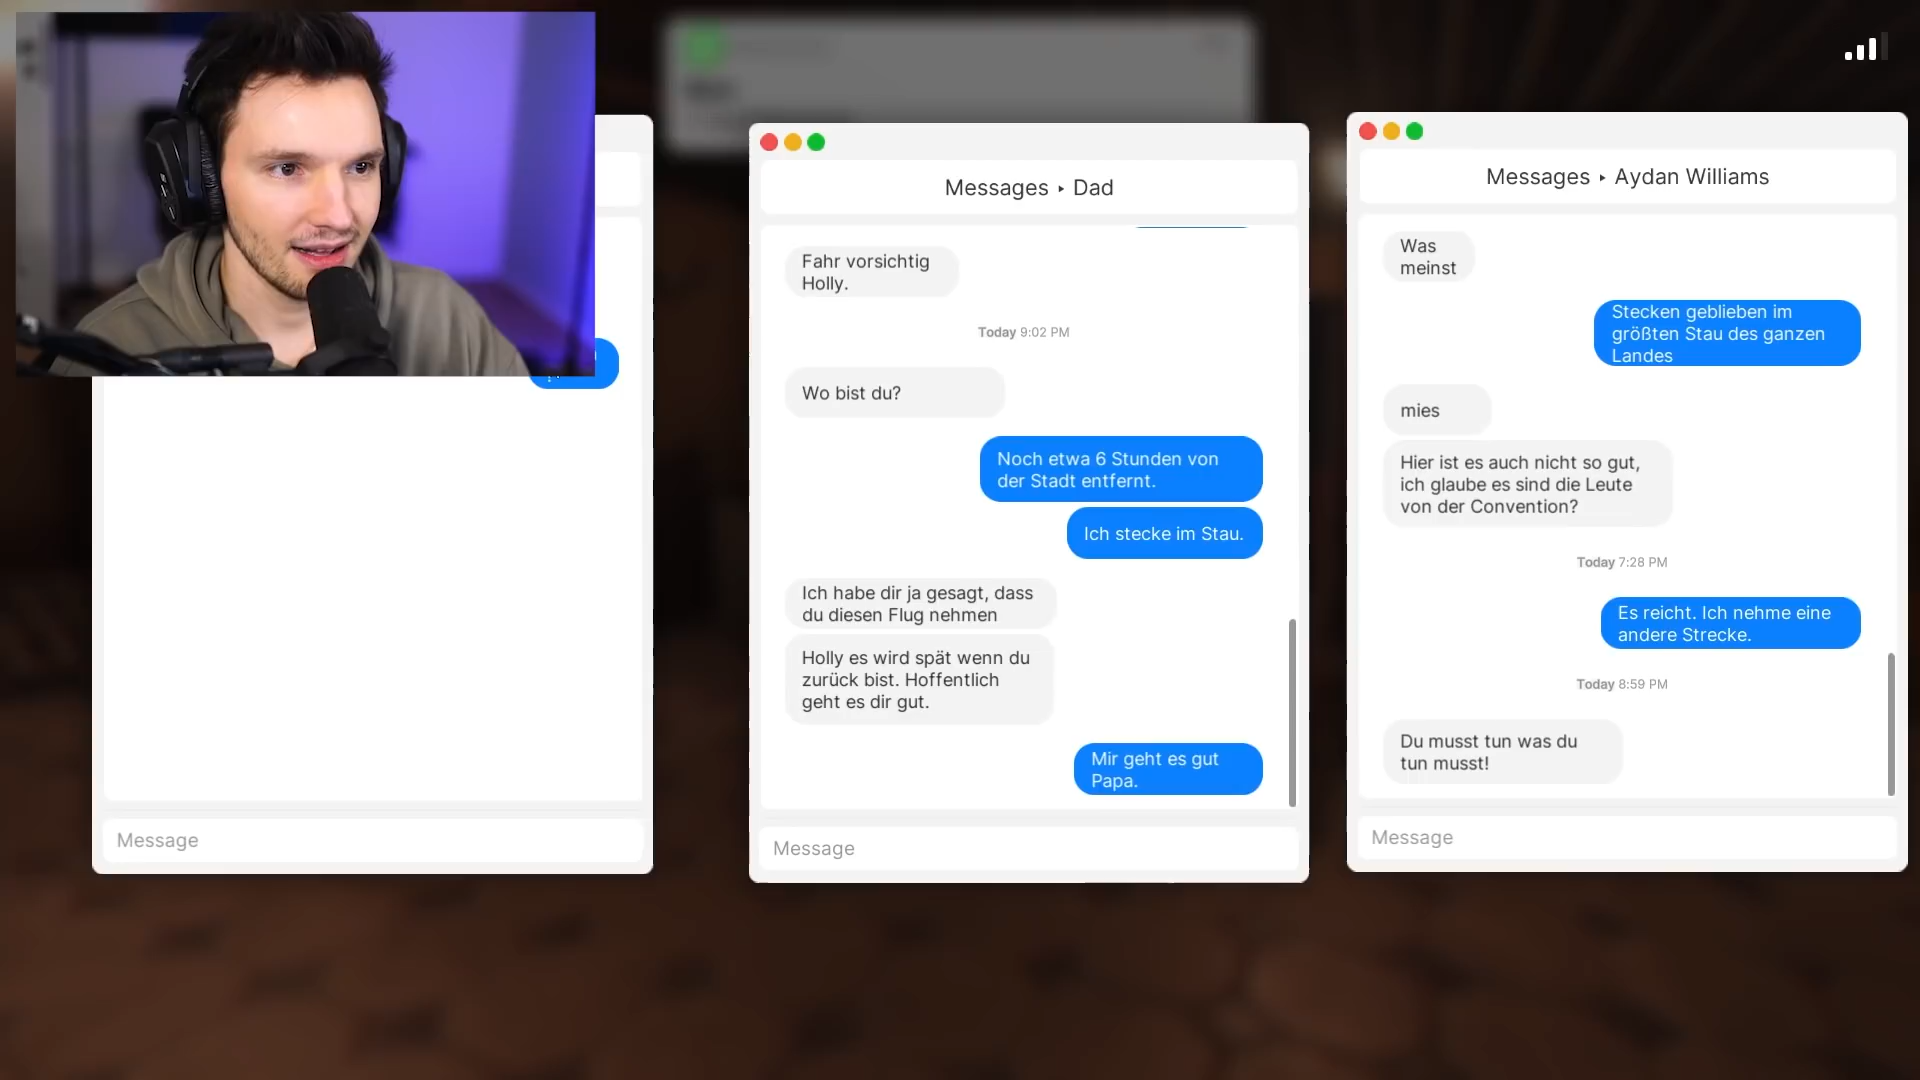 Messages ▸ Dad
Fahr vorsichtig
Holly.
Today 9:02 PM
Wo bist du?
Noch etwa 6 Stunden von
der Stadt entfernt.
Ich stecke im Stau.
Ich habe dir ja gesagt, dass
du diesen Flug nehmen
Holly es wird spät wenn du
zurück bist. Hoffentlich
geht es dir gut.
Mir geht es gut
Papa.
Message
Messages ▸ Aydan Williams
Was
meinst
Stecken geblieben im
größten Stau des ganzen
Landes
mies
Hier ist es auch nicht so gut,
ich glaube es sind die Leute
von der Convention?
Today 7:28 PM
Es reicht. Ich nehme eine
andere Strecke.
Today 8:59 PM
Du musst tun was du
tun musst!
Message
Message